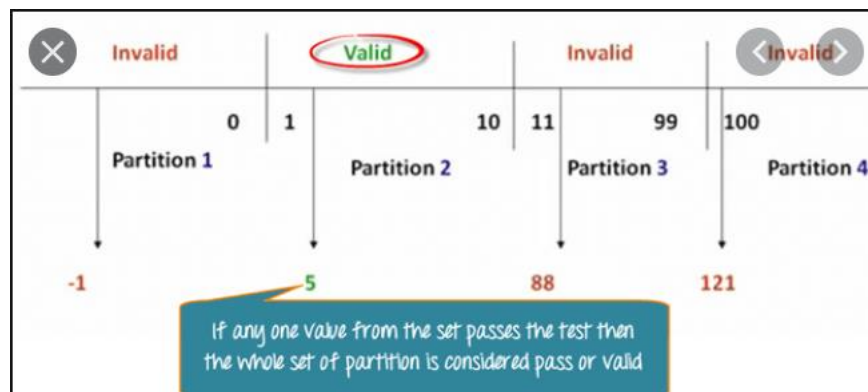 Invalid Valid Invalid Invalid
0 1 10 11 99 100
Partition 1 Partition 2 Partition 3 Partition 4
-1 5 88 121
If any one value from the set passes the test then
the whole set of partition is considered pass or valid